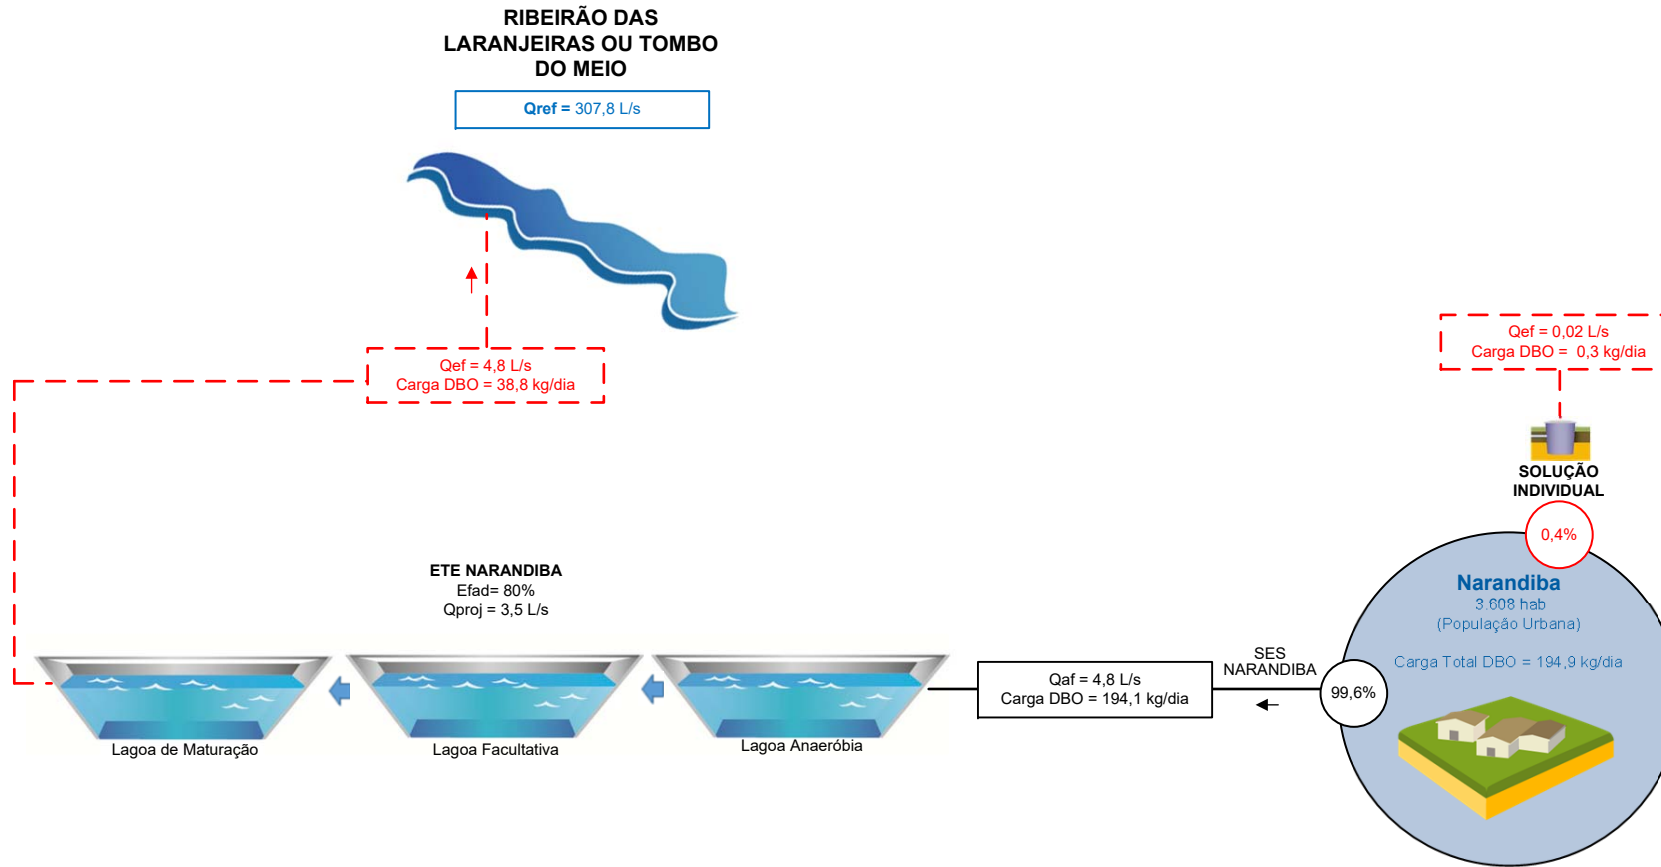 RIBEIRÃO DAS
LARANJEIRAS OU TOMBO
DO MEIO
Qref = 307,8 L/s
Qef = 4,8 L/s
Carga DBO = 38,8 kg/dia
Qef = 0,02 L/s
Carga DBO = 0,3 kg/dia
SOLUÇÃO
INDIVIDUAL
0,4%
ETE NARANDIBA
Efad= 80%
Qproj = 3,5 L/s
Narandiba
3.608 hab
(População Urbana)
Carga Total DBO = 194,9 kg/dia
SES
NARANDIBA
99,6%
Qaf = 4,8 L/s
Carga DBO = 194,1 kg/dia
Lagoa de Maturação
Lagoa Facultativa
Lagoa Anaeróbia